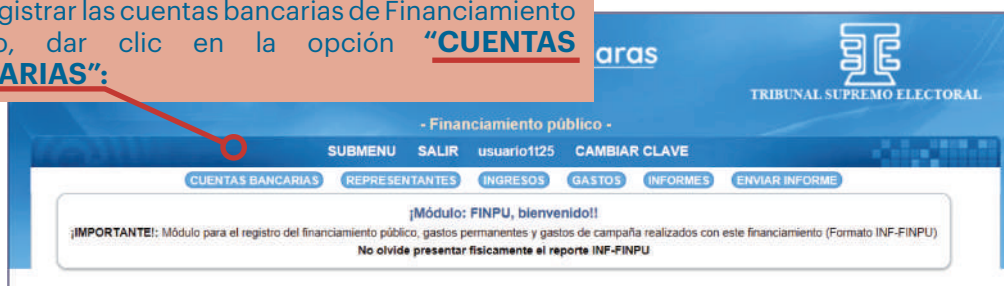 gistrar las cuentas bancarias de Financiamiento
o, dar clic en la opción “CUENTAS
ARIAS”:
aras
TRIBUNAL SUPREMO ELECTORAL
- Financiamiento público -
SUBMENU SALIR usuario1t25 CAMBIAR CLAVE
CUENTAS BANCARIAS REPRESENTANTES INGRESOS GASTOS INFORMES ENVIAR INFORME
¡Módulo: FINPU, bienvenido!!
¡IMPORTANTE!: Módulo para el registro del financiamiento público, gastos permanentes y gastos de campaña realizados con este financiamiento (Formato INF-FINPU)
No olvide presentar fisicamente el reporte INF-FINPU